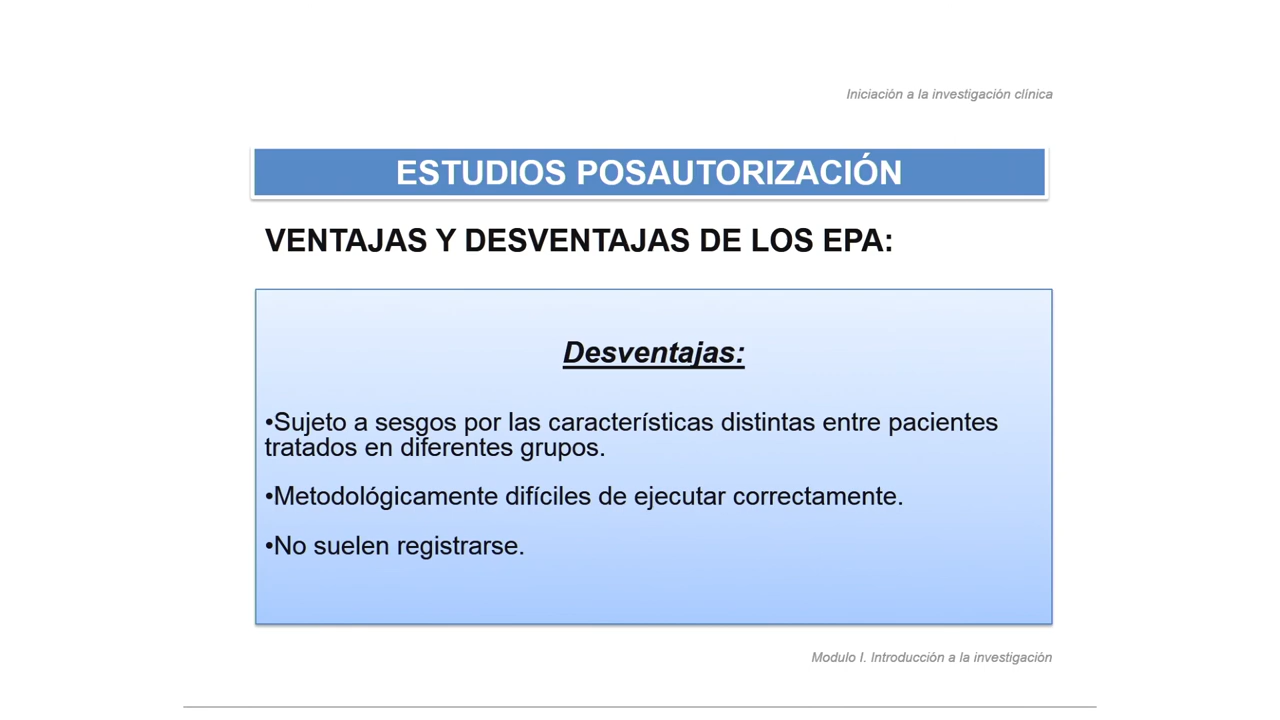 Iniciación a la investigación clínica
ESTUDIOS POSAUTORIZACIÓN
VENTAJAS Y DESVENTAJAS DE LOS EPA:
Desventajas:
•Sujeto a sesgos por las características distintas entre pacientes
tratados en diferentes grupos.
•Metodológicamente difíciles de ejecutar correctamente.
•No suelen registrarse.
Modulo I. Introducción a la investigación